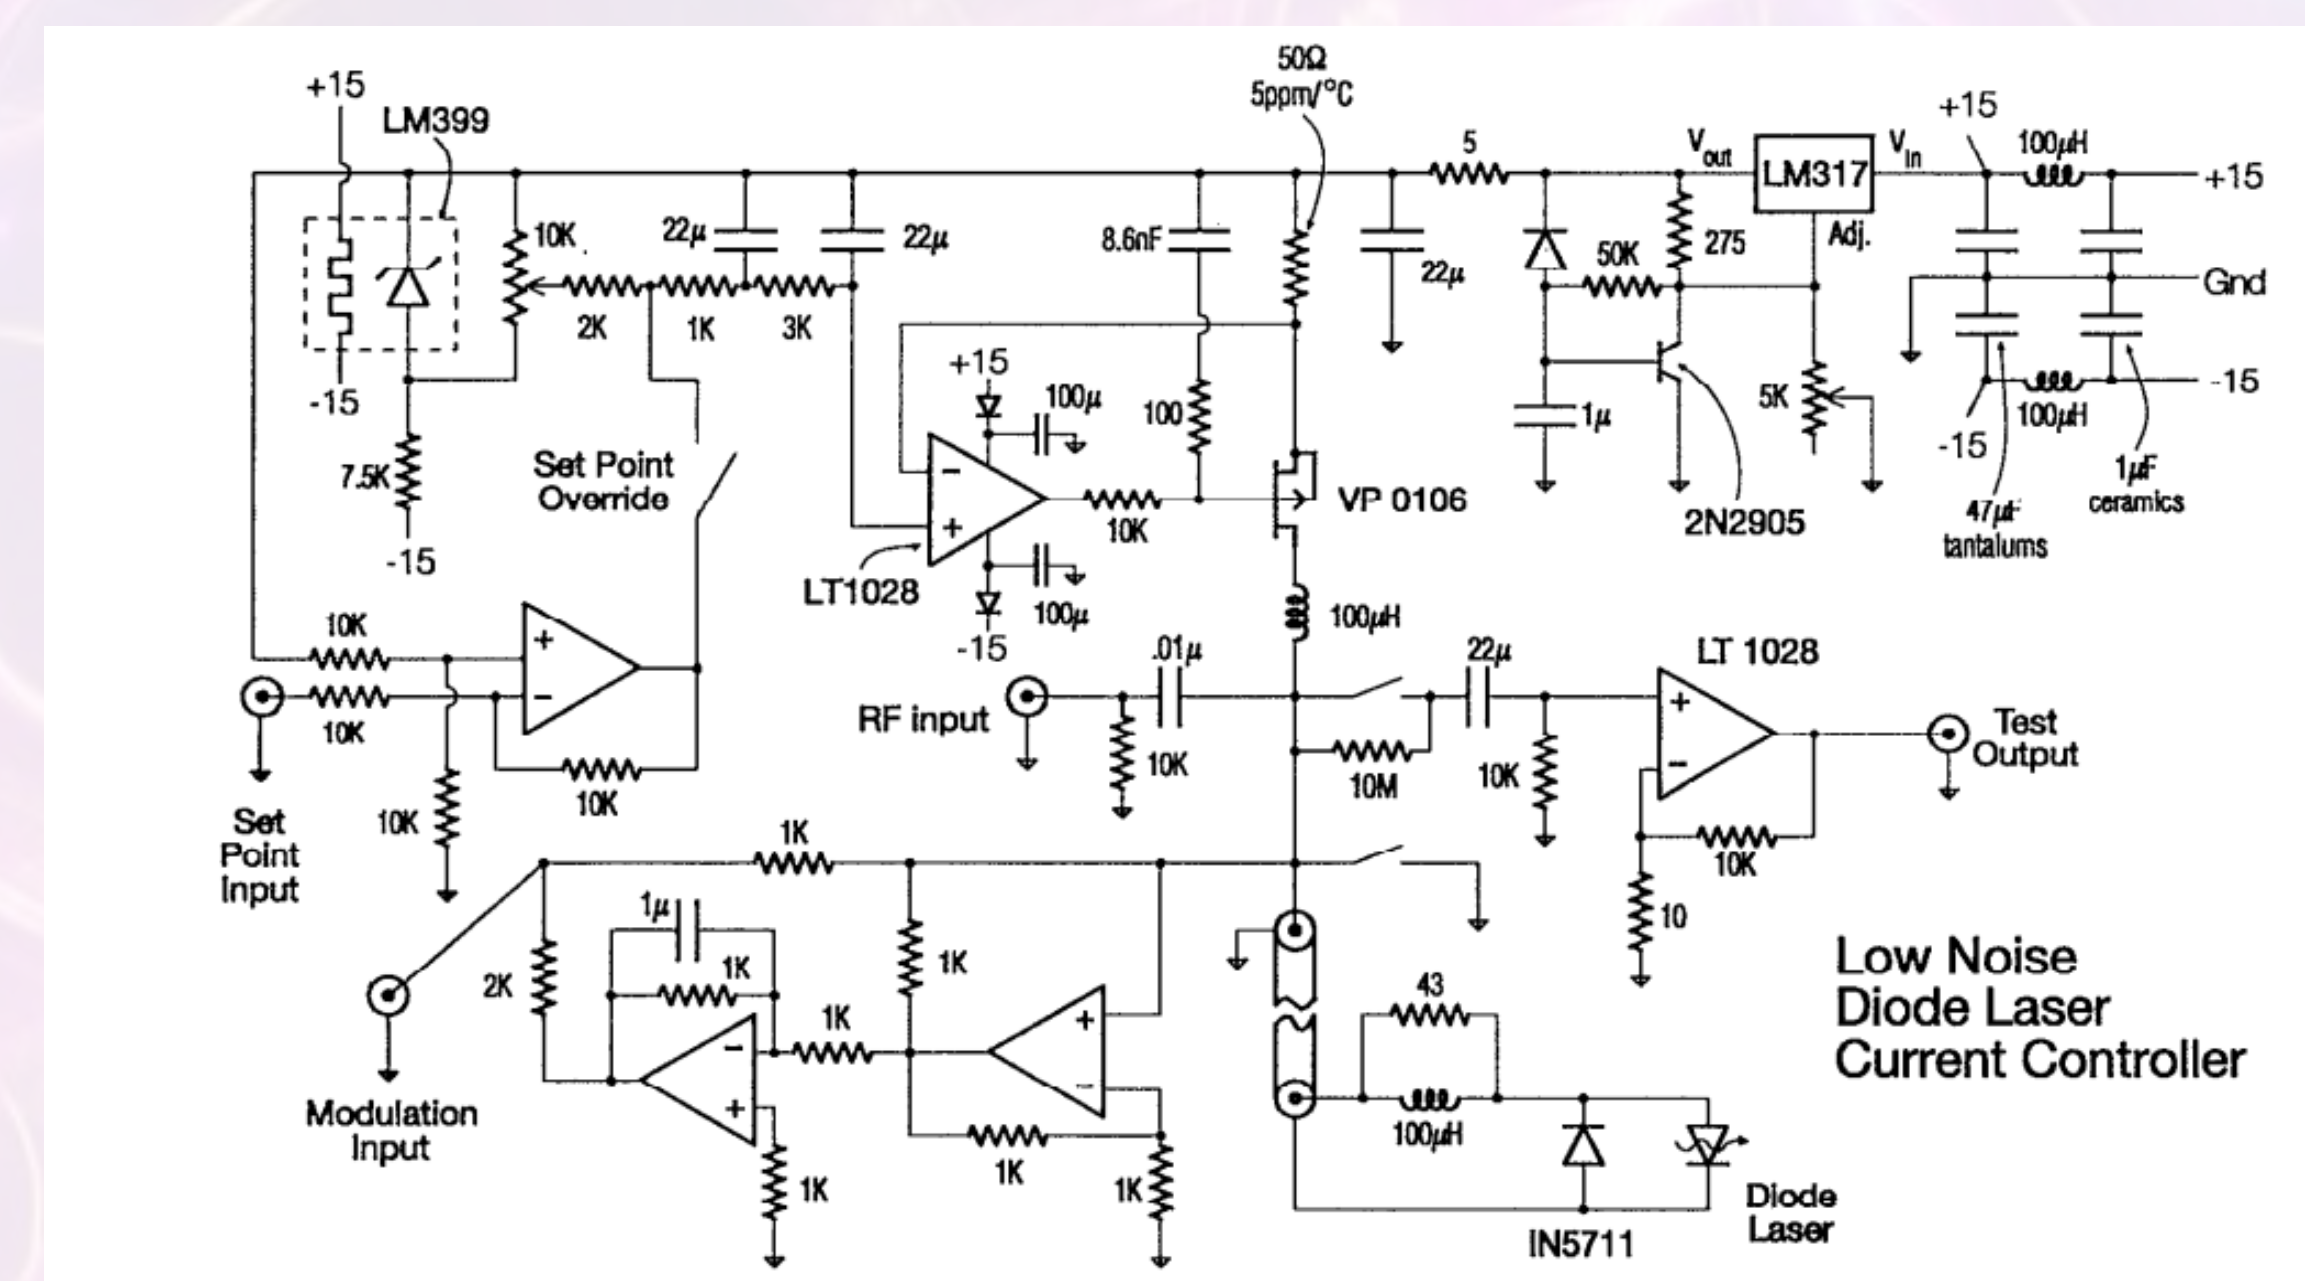 50Ω
5ppm/°C
+15
LM399
5
Vout
LM317
Vin
+15
100μH
+15
10K
22μ
22μ
8.6nF
22μ
50K
275
Adj.
Gnd
2K
1K
3K
-15
+15
100μ
100
1μ
5K
100μH
-15
-15
7.5K
Set Point
Override
-
+
10K
VP 0106
2N2905
47μF
tantalums
1μF
ceramics
-15
LT1028
100μ
-15
100μH
10K
+
-
10K
10K
10K
Set
Point
Input
.01μ
RF input
10K
22μ
10M
10K
LT 1028
+
-
Test
Output
10K
10
1K
1μ
1K
2K
1K
1K
-
+
+
-
1K
1K
1K
Modulation
Input
43
100μH
IN5711
Diode
Laser
Low Noise
Diode Laser
Current Controller